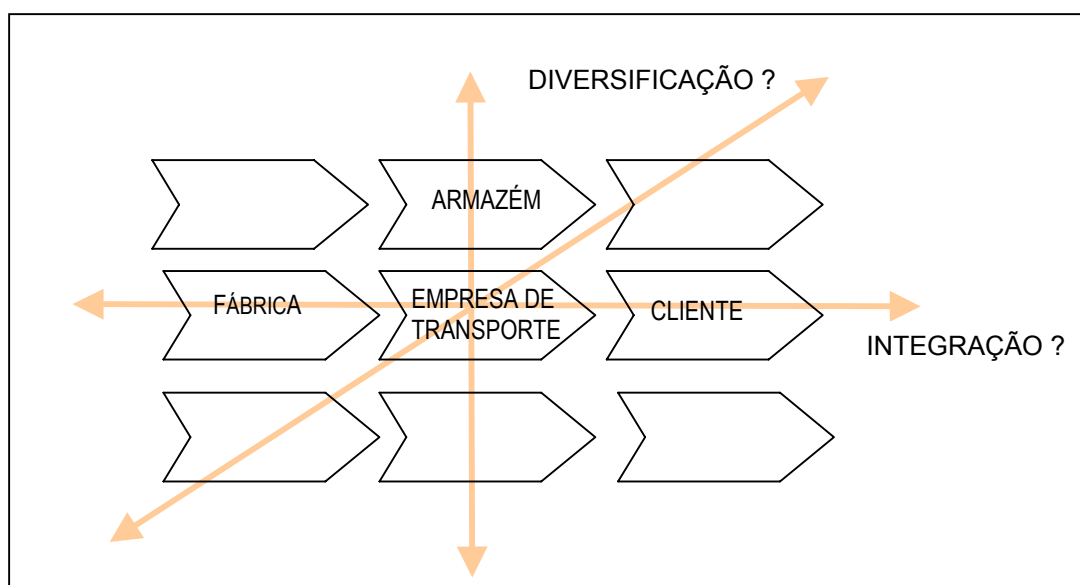 DIVERSIFICAÇÃO ?
ARMAZÉM
FÁBRICA
EMPRESA DE
TRANSPORTE
CLIENTE
INTEGRAÇÃO ?